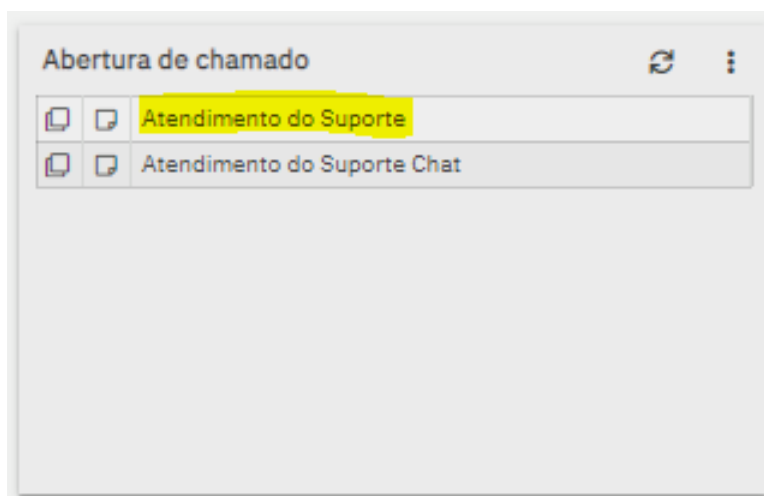 Abertura de chamado
Atendimento do Suporte
Atendimento do Suporte Chat